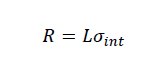 R = Lσ_int